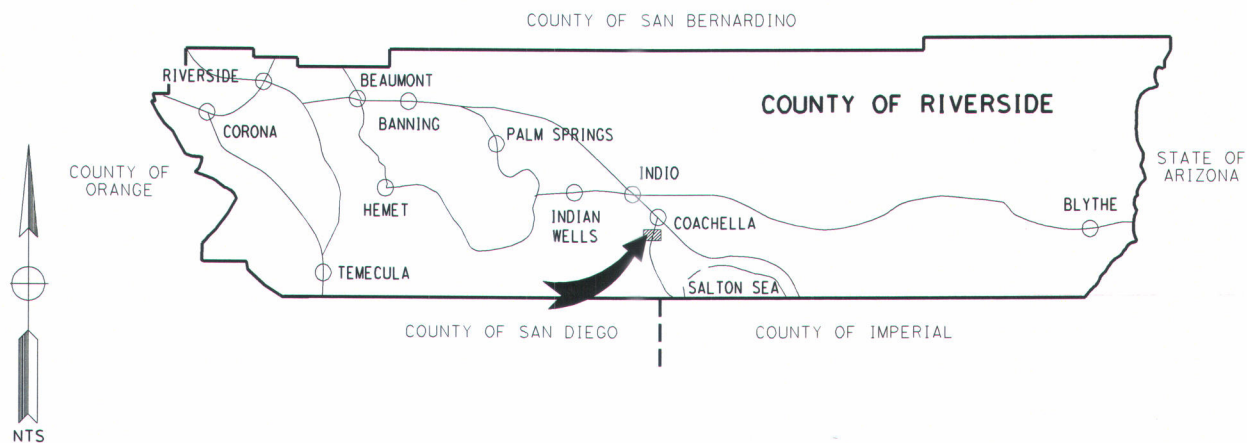 COUNTY OF SAN BERNARDINO
RIVERSIDE
BEAUMONT
COUNTY OF RIVERSIDE
CORONA
BANNING
PALM SPRINGS
COUNTY OF
ORANGE
STATE OF
ARIZONA
INDIO
HEMET
INDIAN
WELLS
COACHELLA
BLYTHE
TEMECULA
SALTON SEA
COUNTY OF SAN DIEGO
COUNTY OF IMPERIAL
NTS